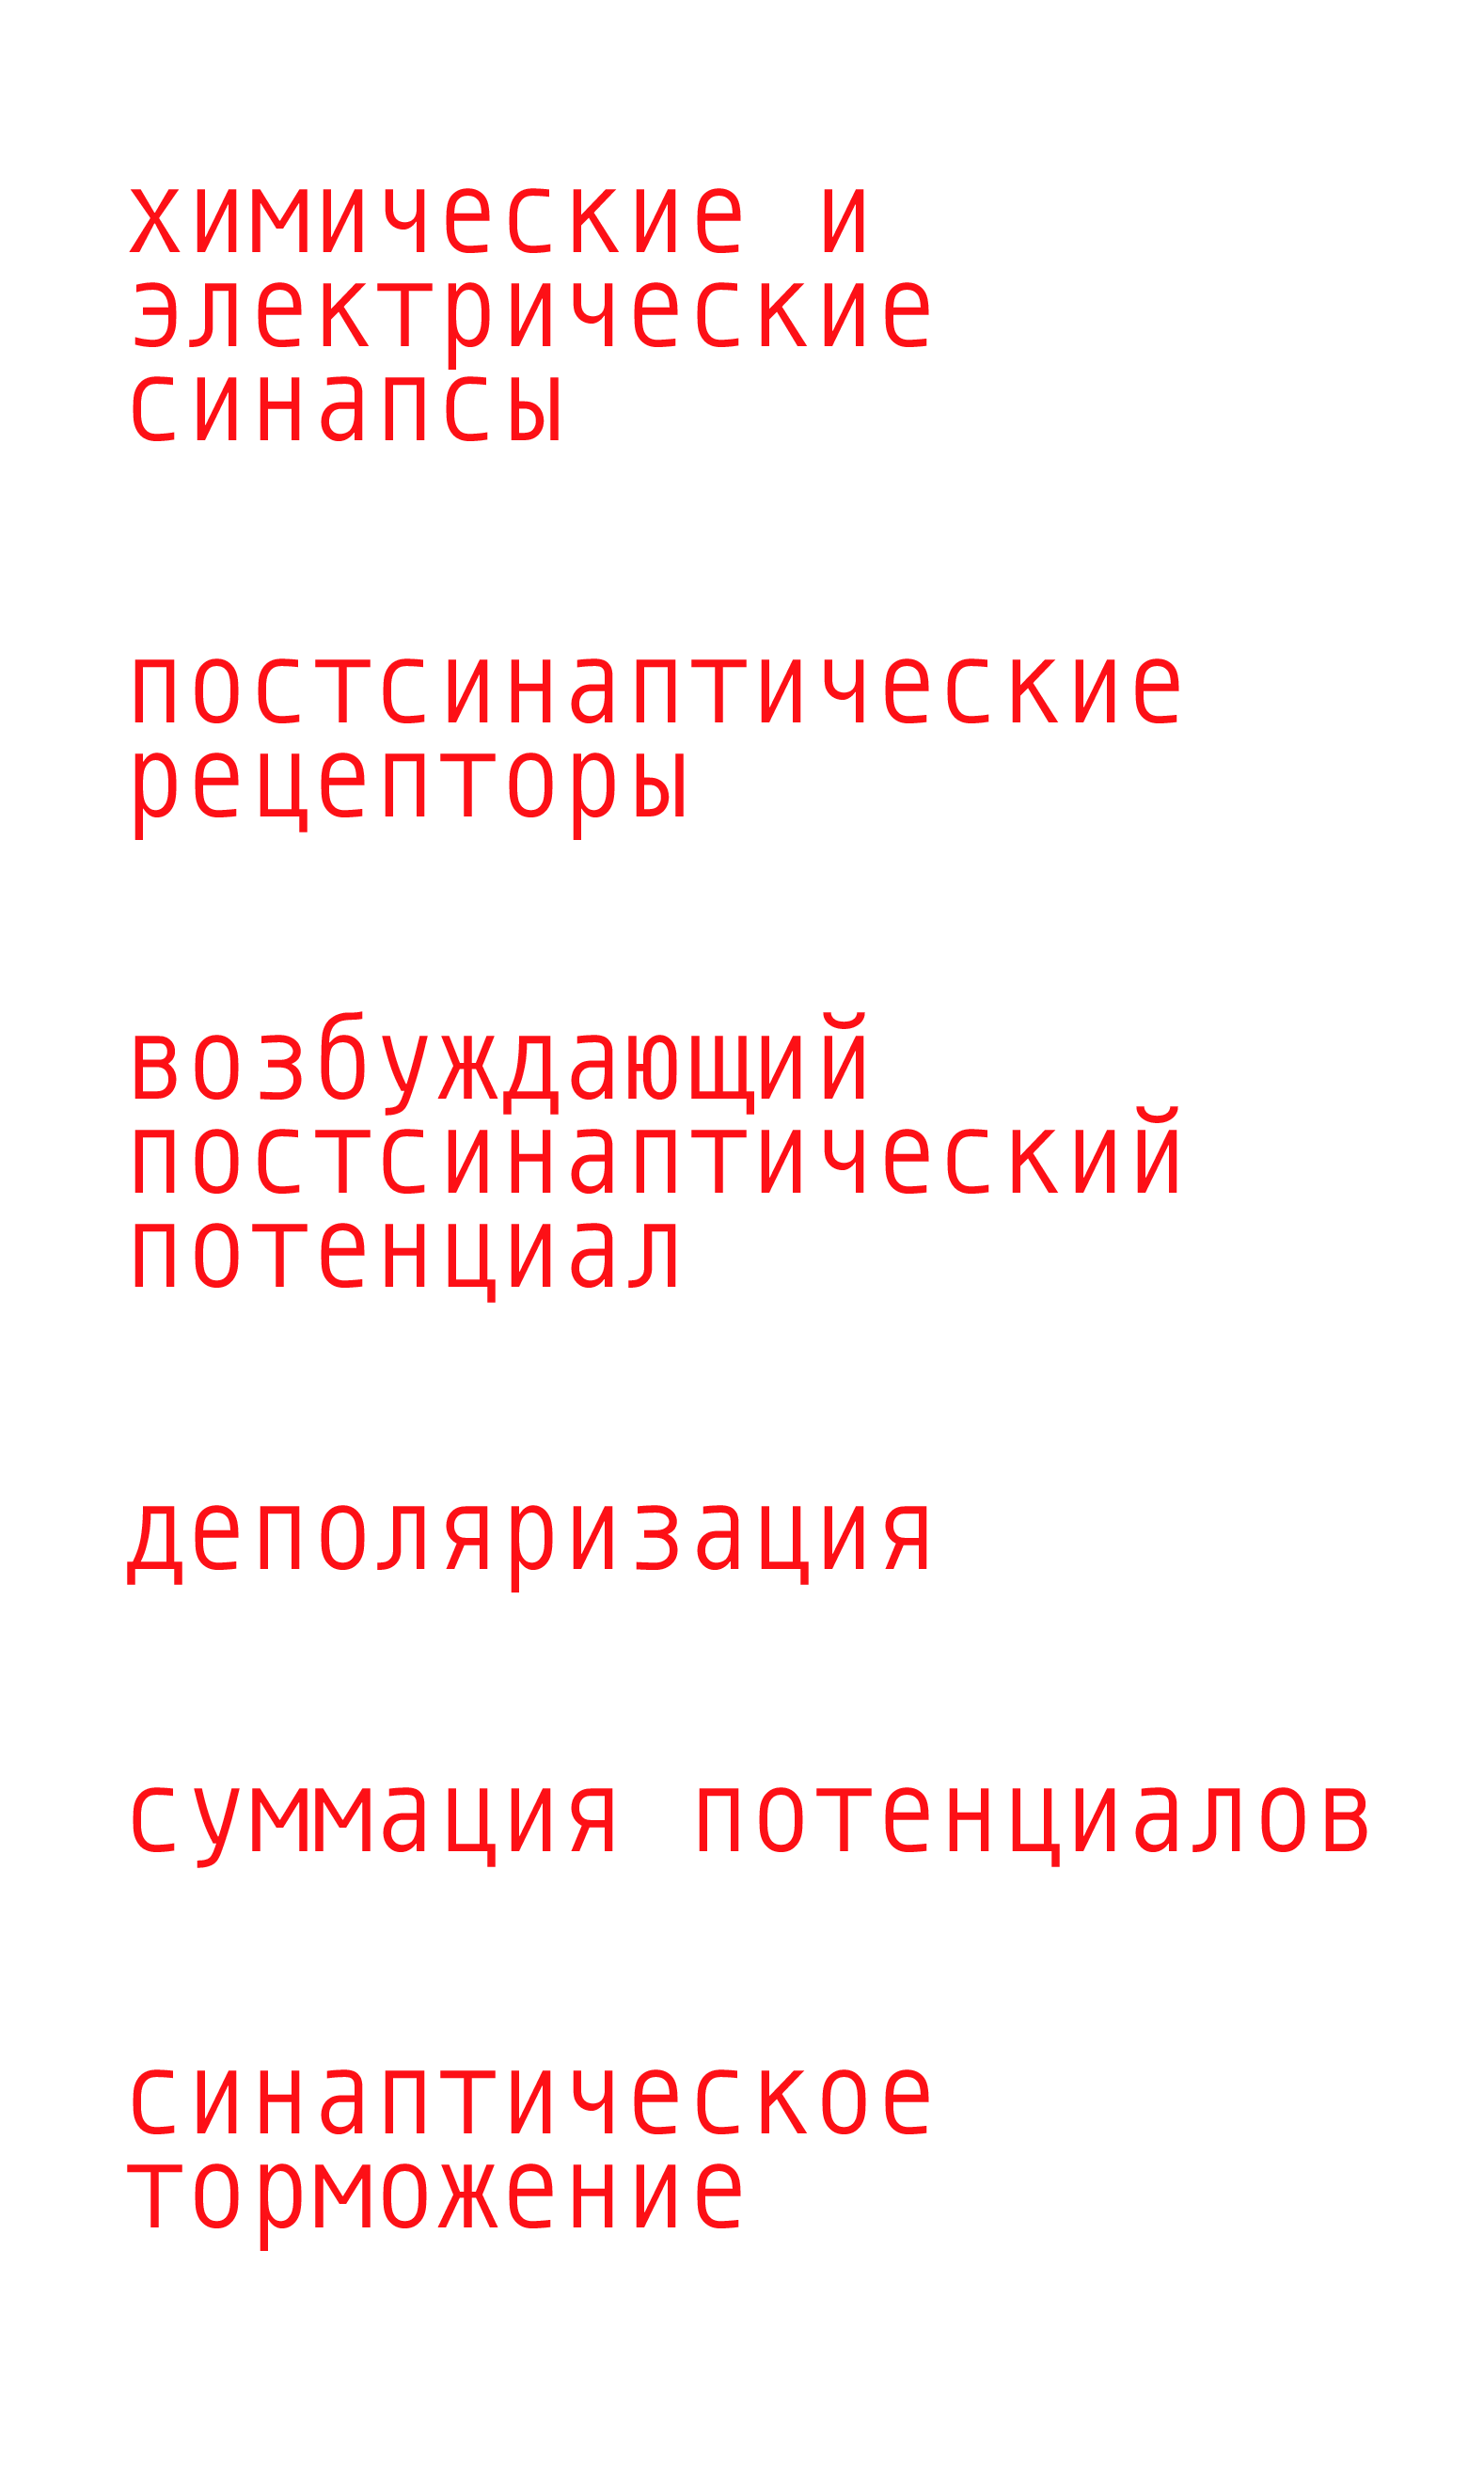 химические и
электрические
синапсы
постсинаптические
рецепторы
возбуждающий
постсинаптический
потенциал
деполяризация
суммация потенциалов
синаптическое
торможение